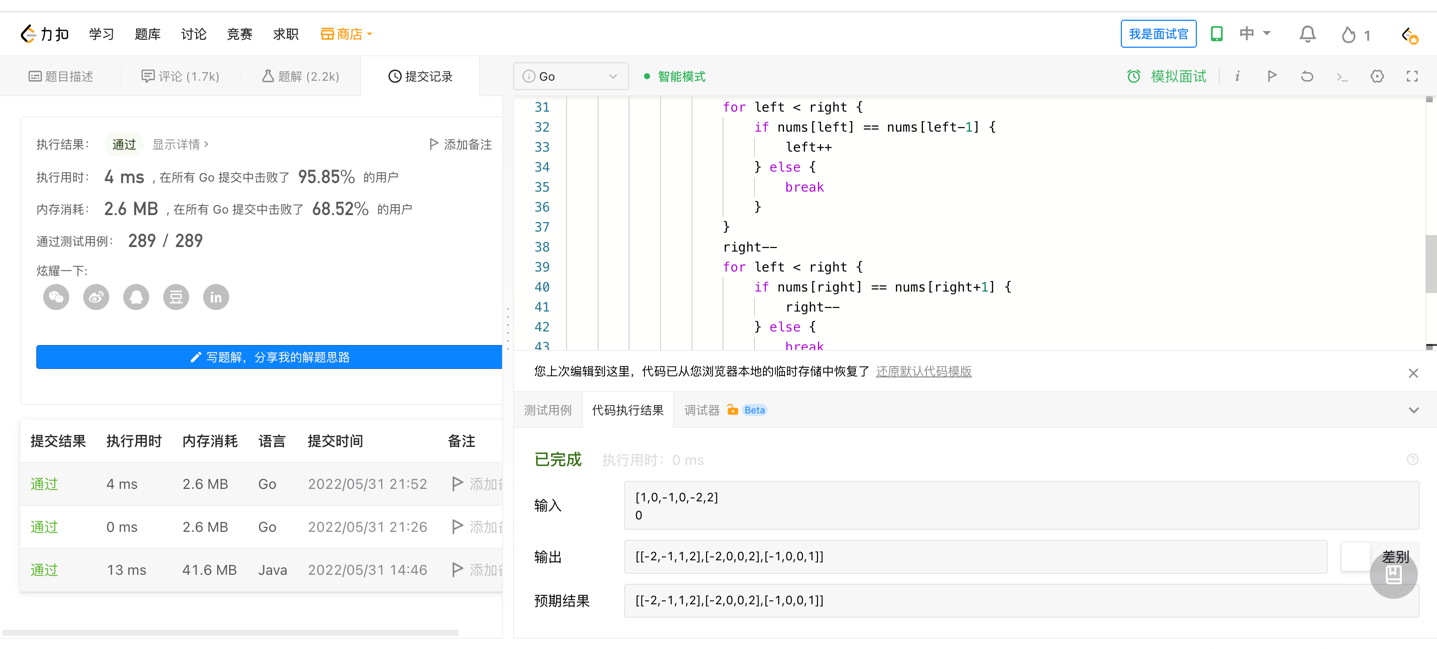 力扣 学习 题库 讨论 竞赛 求职 商店 我是面试官 中 1
题目描述 评论 (1.7k) 题解 (2.2k) 提交记录
执行结果： 通过 显示详情 › 添加备注
执行用时： 4 ms , 在所有 Go 提交中击败了 95.85% 的用户
内存消耗： 2.6 MB , 在所有 Go 提交中击败了 68.52% 的用户
通过测试用例： 289 / 289
炫耀一下:
豆 in
写题解，分享我的解题思路
提交结果 执行用时 内存消耗 语言 提交时间 备注
通过 4 ms 2.6 MB Go 2022/05/31 21:52 添加
通过 0 ms 2.6 MB Go 2022/05/31 21:26 添加
通过 13 ms 41.6 MB Java 2022/05/31 14:46 添加
i Go 智能模式 模拟面试 i
31 for left < right {
32 if nums[left] == nums[left-1] {
33 left++
34 } else {
35 break
36 }
37 }
38 right--
39 for left < right {
40 if nums[right] == nums[right+1] {
41 right--
42 } else {
43 break
您上次编辑到这里，代码已从您浏览器本地的临时存储中恢复了 还原默认代码模版
测试用例 代码执行结果 调试器 Beta
已完成 执行用时：0 ms
输入
[1,0,-1,0,-2,2]
0
输出 [[-2,-1,1,2],[-2,0,0,2],[-1,0,0,1]] 差别
预期结果 [[-2,-1,1,2],[-2,0,0,2],[-1,0,0,1]]